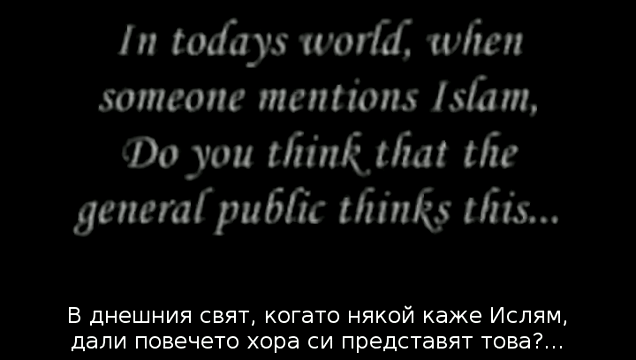 In todays world, when
someone mentions Islam,
Do you think that the
general public thinks this...
В днешния свят, когато някой каже Ислям,
дали повечето хора си представят това?...